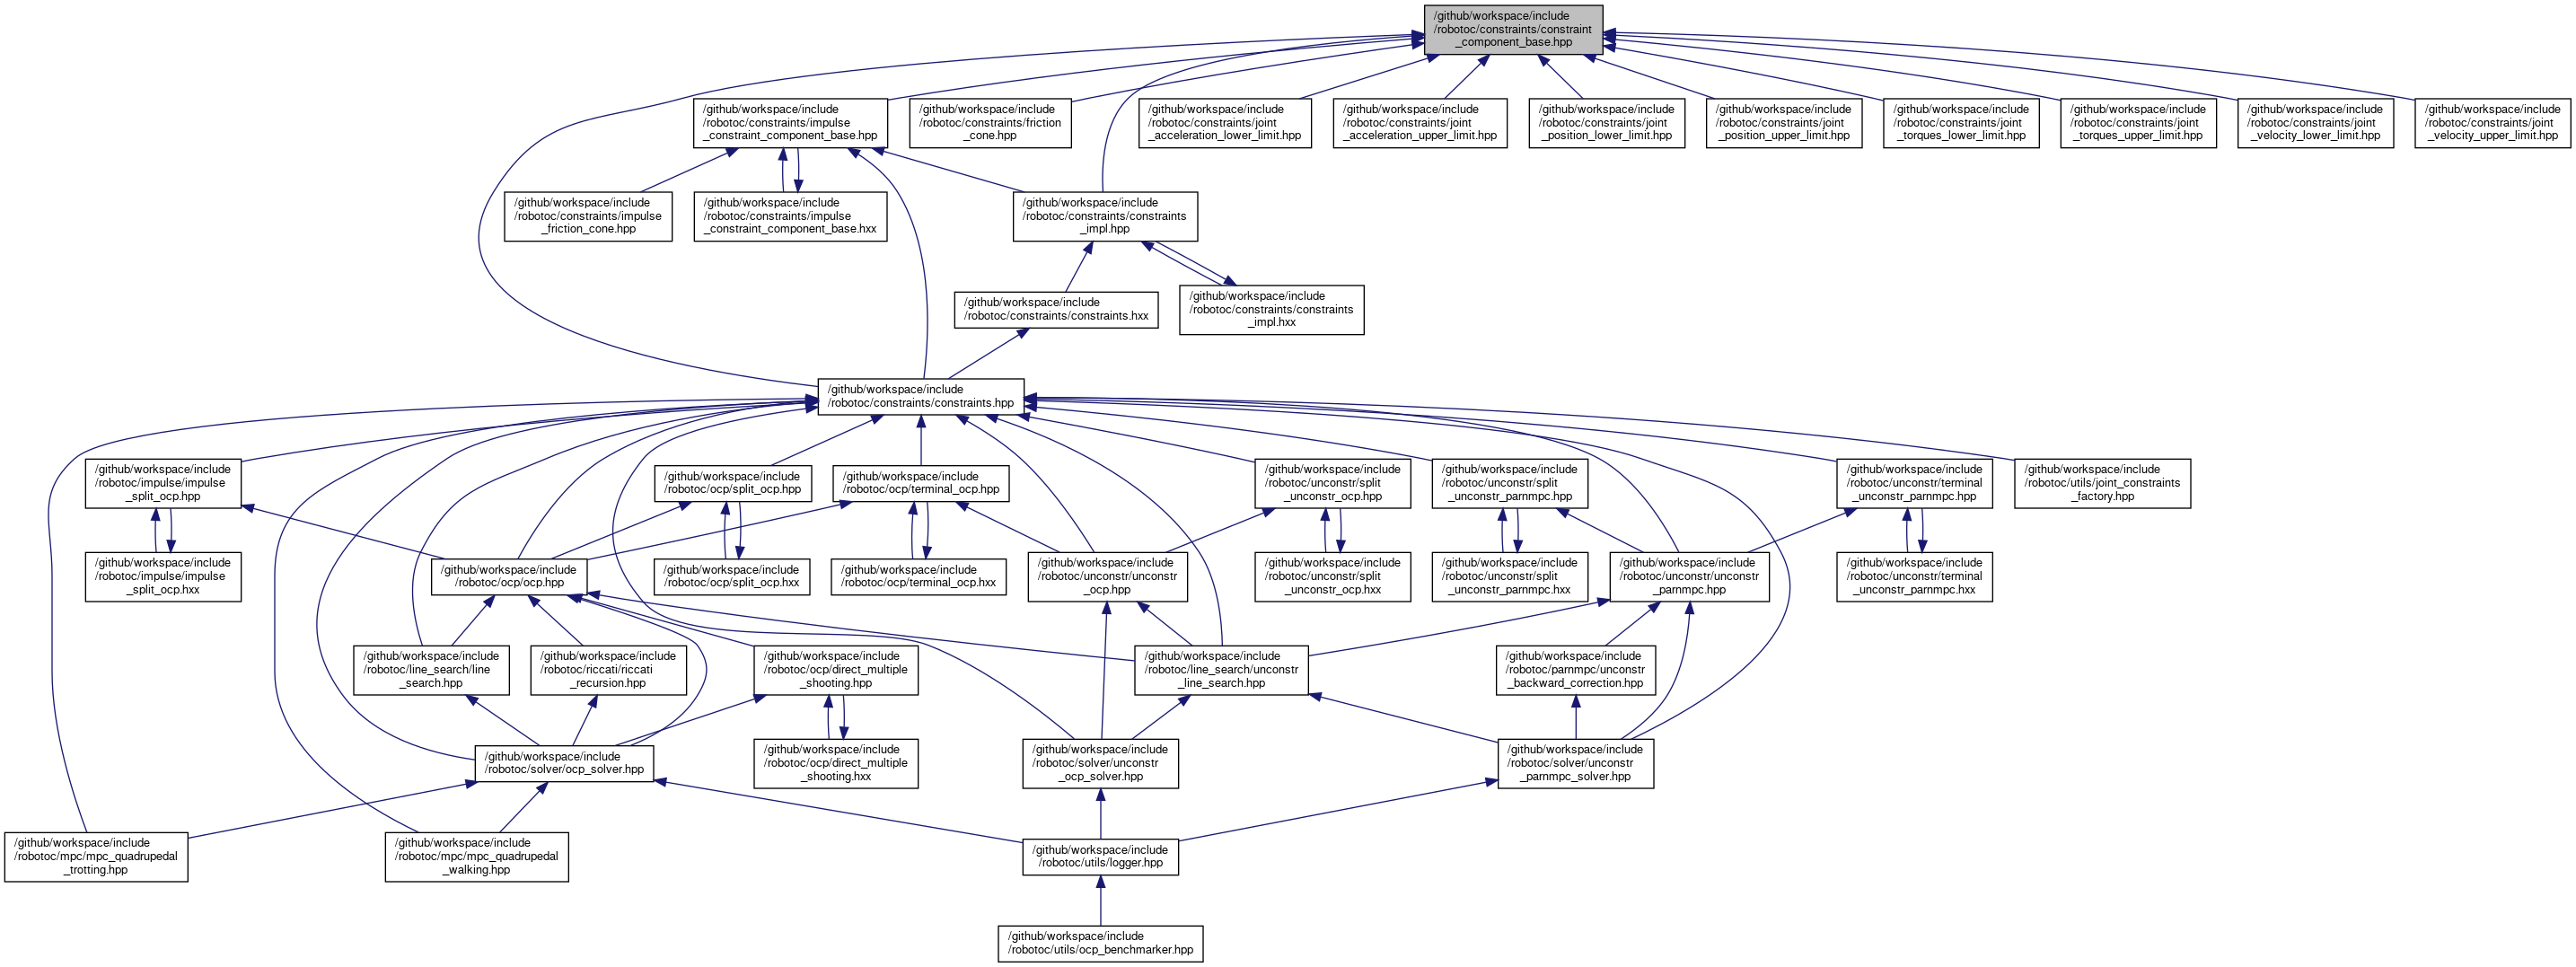 /github/workspace/include
/robotoc/constraints/constraint
_component_base.hpp
/github/workspace/include
/robotoc/constraints/impulse
_constraint_component_base.hpp
/github/workspace/include
/robotoc/constraints/friction
_cone.hpp
/github/workspace/include
/robotoc/constraints/joint
_acceleration_lower_limit.hpp
/github/workspace/include
/robotoc/constraints/joint
_acceleration_upper_limit.hpp
/github/workspace/include
/robotoc/constraints/joint
_position_lower_limit.hpp
/github/workspace/include
/robotoc/constraints/joint
_position_upper_limit.hpp
/github/workspace/include
/robotoc/constraints/joint
_torques_lower_limit.hpp
/github/workspace/include
/robotoc/constraints/joint
_torques_upper_limit.hpp
/github/workspace/include
/robotoc/constraints/joint
_velocity_lower_limit.hpp
/github/workspace/include
/robotoc/constraints/joint
_velocity_upper_limit.hpp
/github/workspace/include
/robotoc/constraints/impulse
_friction_cone.hpp
/github/workspace/include
/robotoc/constraints/impulse
_constraint_component_base.hxx
/github/workspace/include
/robotoc/constraints/constraints
_impl.hpp
/github/workspace/include
/robotoc/constraints/constraints.hxx
/github/workspace/include
/robotoc/constraints/constraints
_impl.hxx
/github/workspace/include
/robotoc/constraints/constraints.hpp
/github/workspace/include
/robotoc/impulse/impulse
_split_ocp.hpp
/github/workspace/include
/robotoc/ocp/split_ocp.hpp
/github/workspace/include
/robotoc/ocp/terminal_ocp.hpp
/github/workspace/include
/robotoc/unconstr/split
_unconstr_ocp.hpp
/github/workspace/include
/robotoc/unconstr/split
_unconstr_parnmpc.hpp
/github/workspace/include
/robotoc/unconstr/terminal
_unconstr_parnmpc.hpp
/github/workspace/include
/robotoc/utils/joint_constraints
_factory.hpp
/github/workspace/include
/robotoc/impulse/impulse
_split_ocp.hxx
/github/workspace/include
/robotoc/ocp/ocp.hpp
/github/workspace/include
/robotoc/ocp/split_ocp.hxx
/github/workspace/include
/robotoc/ocp/terminal_ocp.hxx
/github/workspace/include
/robotoc/unconstr/unconstr
_ocp.hpp
/github/workspace/include
/robotoc/unconstr/split
_unconstr_ocp.hxx
/github/workspace/include
/robotoc/unconstr/split
_unconstr_parnmpc.hxx
/github/workspace/include
/robotoc/unconstr/unconstr
_parnmpc.hpp
/github/workspace/include
/robotoc/unconstr/terminal
_unconstr_parnmpc.hxx
/github/workspace/include
/robotoc/line_search/line
_search.hpp
/github/workspace/include
/robotoc/riccati/riccati
_recursion.hpp
/github/workspace/include
/robotoc/ocp/direct_multiple
_shooting.hpp
/github/workspace/include
/robotoc/line_search/unconstr
_line_search.hpp
/github/workspace/include
/robotoc/parnmpc/unconstr
_backward_correction.hpp
/github/workspace/include
/robotoc/solver/ocp_solver.hpp
/github/workspace/include
/robotoc/ocp/direct_multiple
_shooting.hxx
/github/workspace/include
/robotoc/solver/unconstr
_ocp_solver.hpp
/github/workspace/include
/robotoc/solver/unconstr
_parnmpc_solver.hpp
/github/workspace/include
/robotoc/mpc/mpc_quadrupedal
_trotting.hpp
/github/workspace/include
/robotoc/mpc/mpc_quadrupedal
_walking.hpp
/github/workspace/include
/robotoc/utils/logger.hpp
/github/workspace/include
/robotoc/utils/ocp_benchmarker.hpp